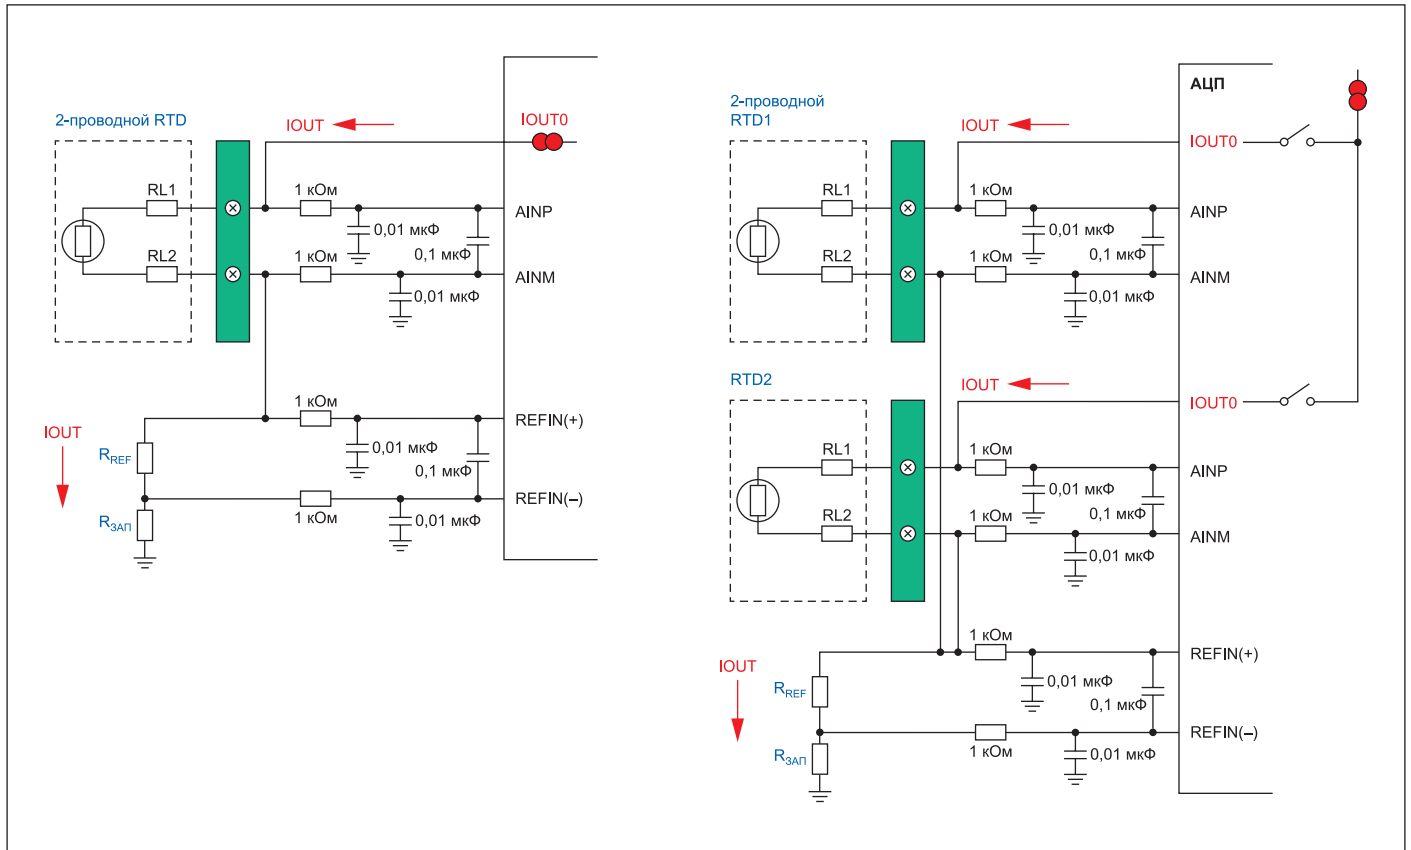 2-проводной RTD
IOUT
IOUT0
RL1
1 кОм
AINP
0,01 мкФ
RL2
1 кОм
0,1 мкФ
AINM
0,01 мкФ
1 кОм
REFIN(+)
IOUT
R_REF
0,01 мкФ
0,1 мкФ
REFIN(–)
R_ЗАП
1 кОм
0,01 мкФ
АЦП
2-проводной
RTD1
IOUT
IOUT0
RL1
1 кОм
AINP
0,01 мкФ
RL2
1 кОм
0,1 мкФ
AINM
0,01 мкФ
RTD2
IOUT
IOUT0
RL1
1 кОм
AINP
0,01 мкФ
RL2
1 кОм
0,1 мкФ
AINM
0,01 мкФ
1 кОм
REFIN(+)
IOUT
R_REF
0,01 мкФ
0,1 мкФ
REFIN(–)
R_ЗАП
1 кОм
0,01 мкФ